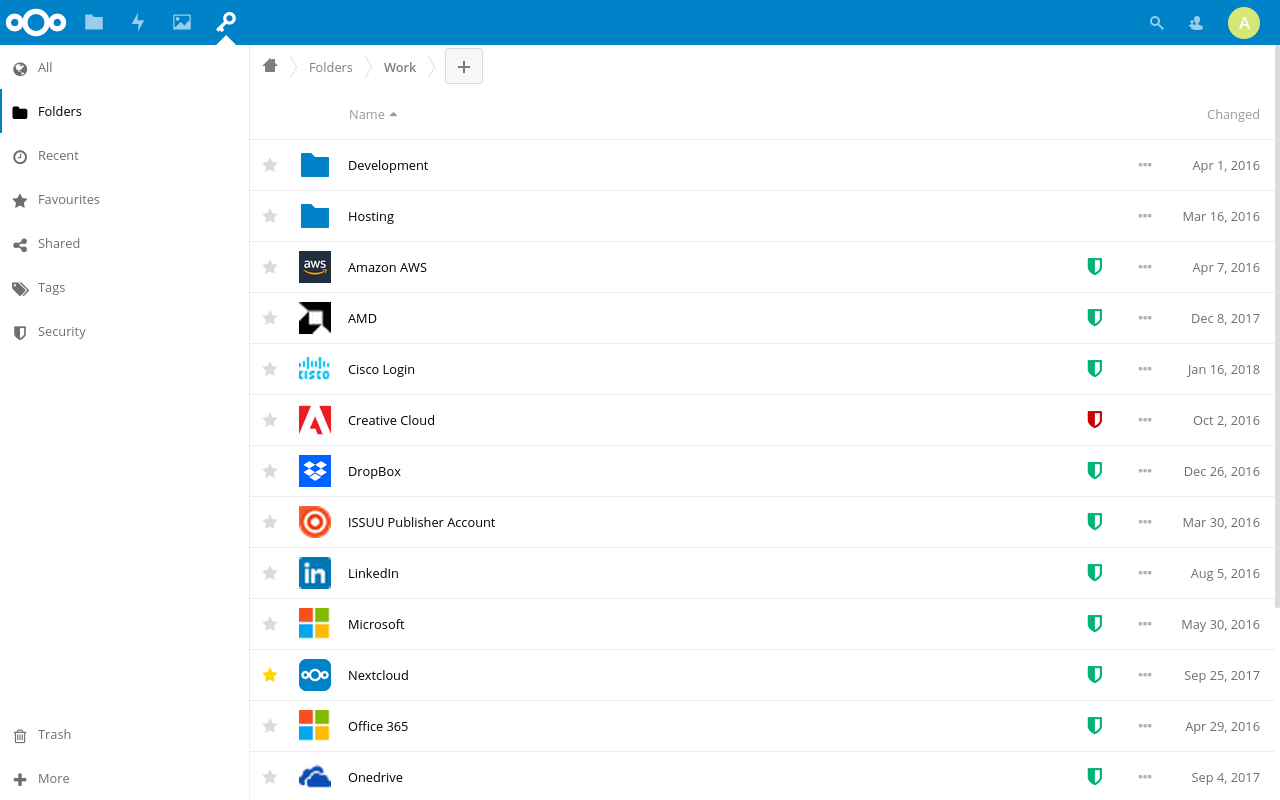 A
All
Folders
Recent
Favourites
Shared
Tags
Security
Trash
More
Folders Work +
Name Changed
Development ... Apr 1, 2016
Hosting ... Mar 16, 2016
aws Amazon AWS ... Apr 7, 2016
AMD ... Dec 8, 2017
CISCO Cisco Login ... Jan 16, 2018
Creative Cloud ... Oct 2, 2016
DropBox ... Dec 26, 2016
ISSUU Publisher Account ... Mar 30, 2016
in LinkedIn ... Aug 5, 2016
Microsoft ... May 30, 2016
Nextcloud ... Sep 25, 2017
Office 365 ... Apr 29, 2016
Onedrive ... Sep 4, 2017